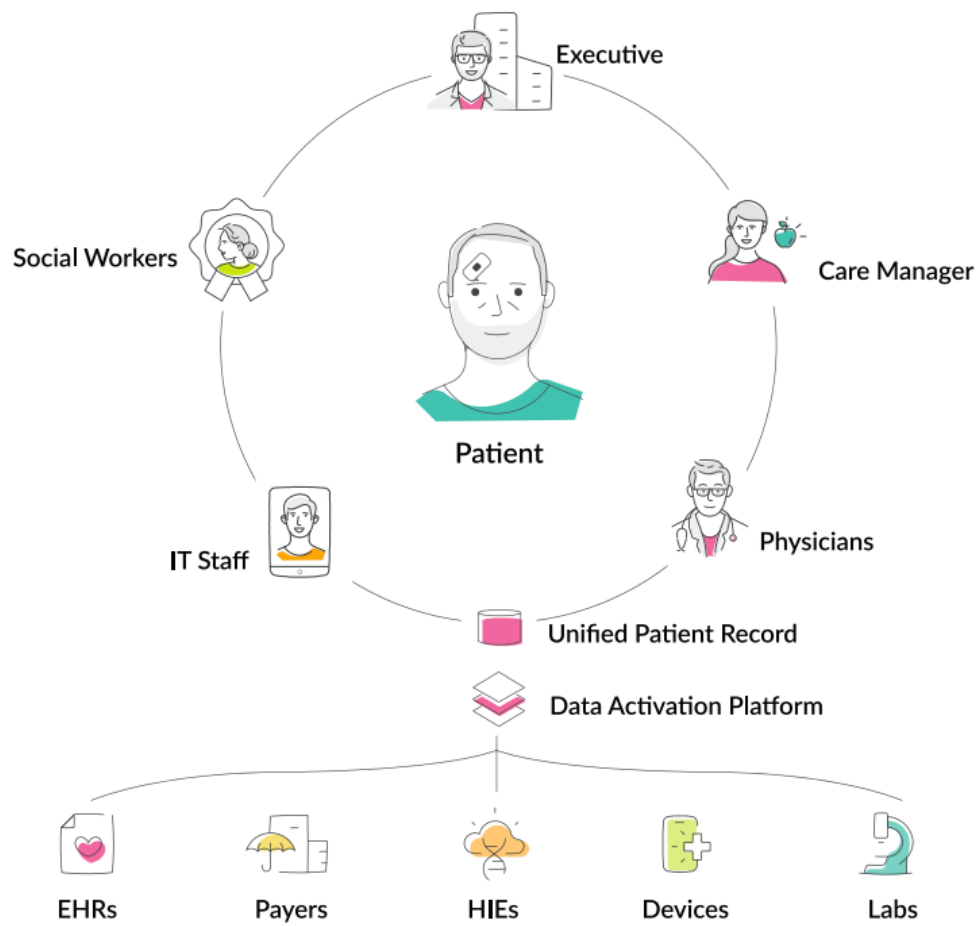 Executive
Social Workers
Care Manager
Patient
IT Staff
Physicians
Unified Patient Record
Data Activation Platform
EHRs
Payers
HIEs
Devices
Labs